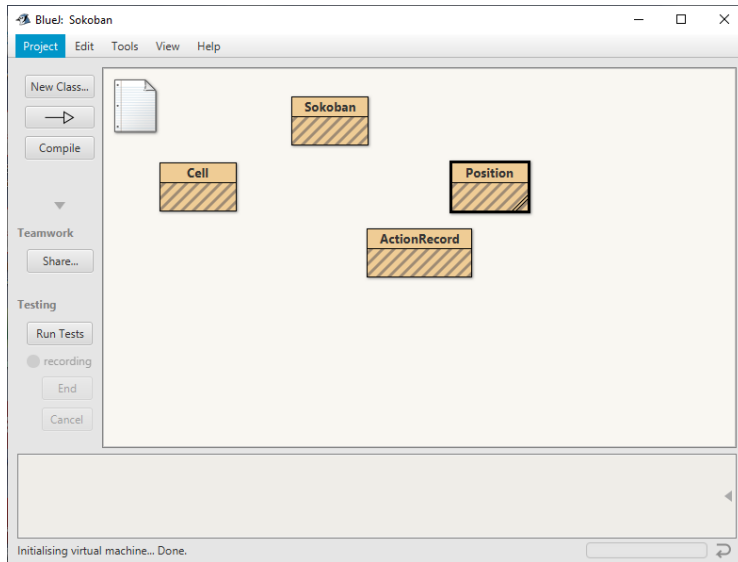 BlueJ: Sokoban
Project Edit Tools View Help
New Class...
Compile
Teamwork
Share...
Testing
Run Tests
recording
End
Cancel
Sokoban
Cell
Position
ActionRecord
Initialising virtual machine... Done.